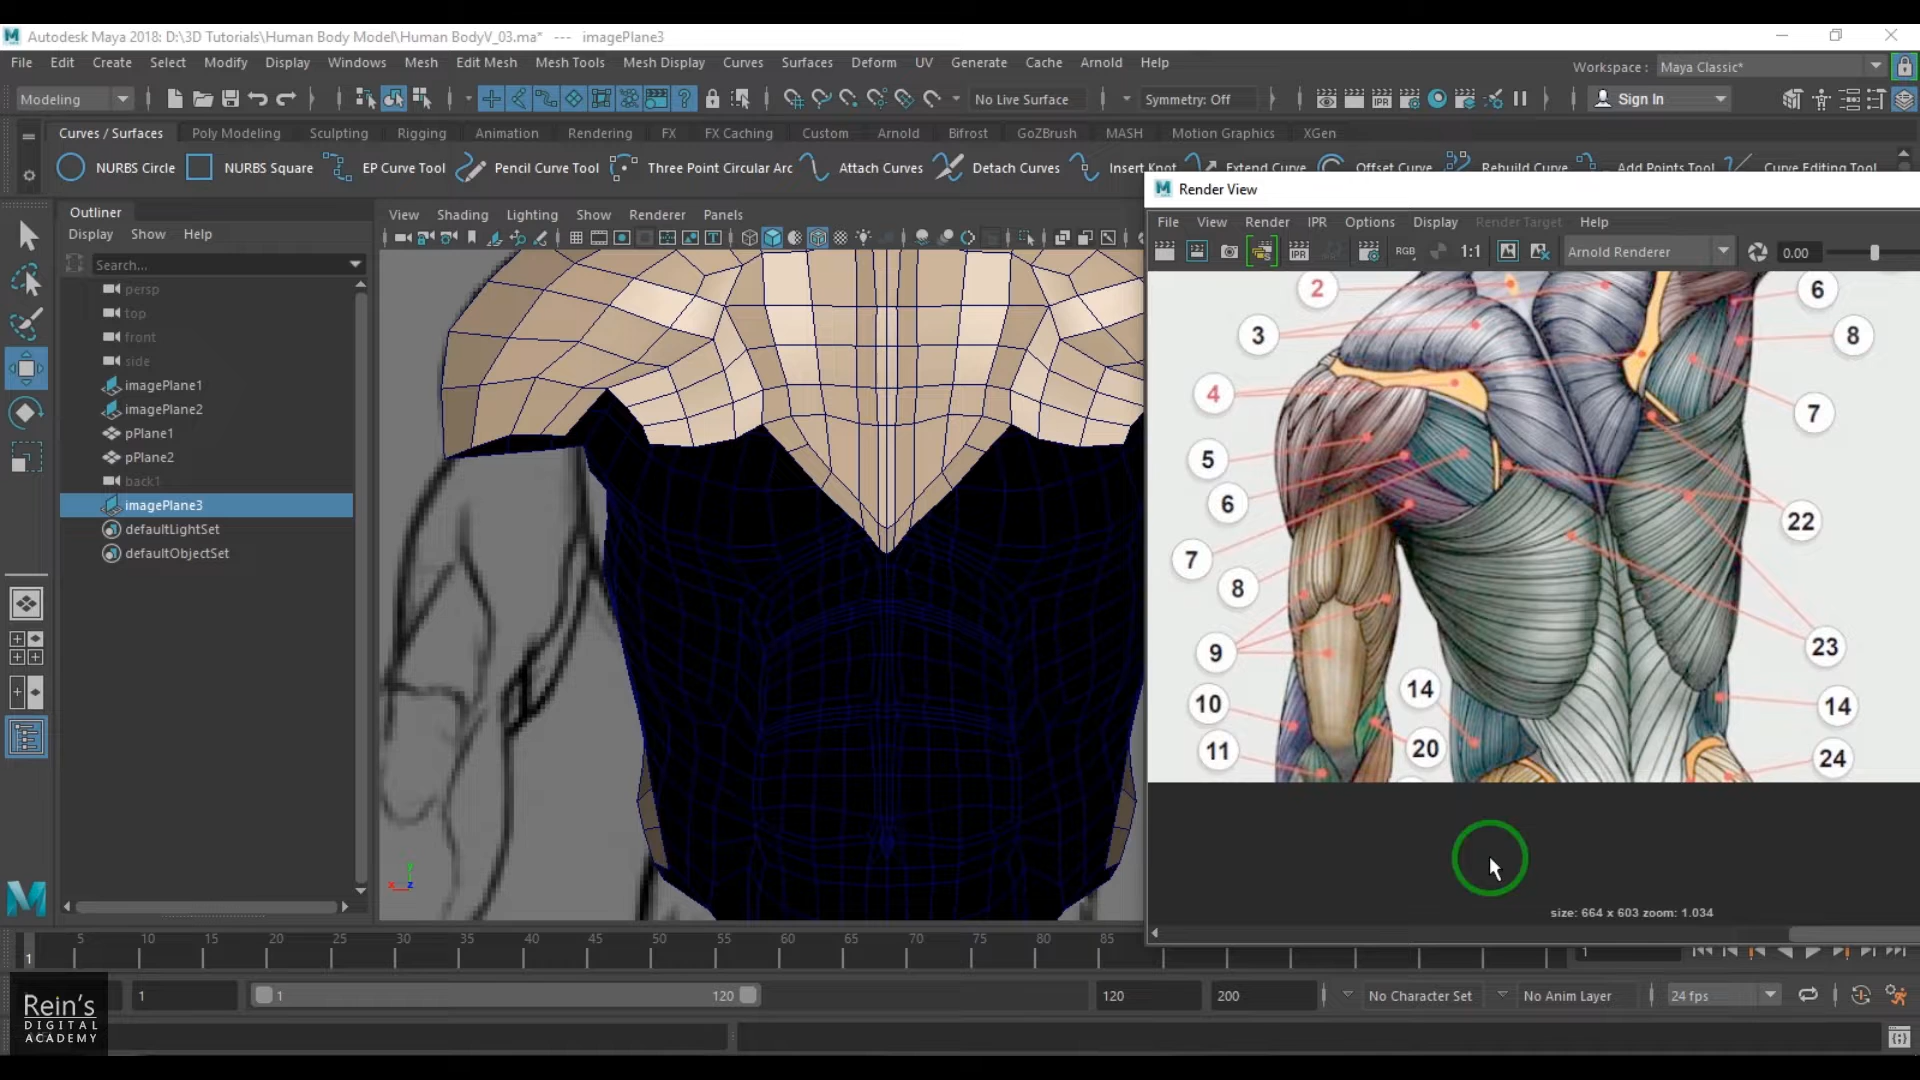 Autodesk Maya 2018: D:\3D Tutorials\Human Body Model\Human BodyV_03.ma*  ---  imagePlane3
File Edit Create Select Modify Display Windows Mesh Edit Mesh Mesh Tools Mesh Display Curves Surfaces Deform UV Generate Cache Arnold Help
Workspace : Maya Classic*
Modeling No Live Surface Symmetry: Off IPR Sign In
Curves / Surfaces Poly Modeling Sculpting Rigging Animation Rendering FX FX Caching Custom Arnold Bifrost GoZBrush MASH Motion Graphics XGen
NURBS Circle NURBS Square EP Curve Tool Pencil Curve Tool Three Point Circular Arc Attach Curves Detach Curves Insert Knot Extend Curve Offset Curve Rebuild Curve Add Points Tool Curve Editing Tool
Render View
Outliner
Display Show Help
Search...
persp
top
front
side
imagePlane1
imagePlane2
pPlane1
pPlane2
back1
imagePlane3
defaultLightSet
defaultObjectSet
View Shading Lighting Show Renderer Panels
File View Render IPR Options Display Render Target Help
IPR RGB 1:1 Arnold Renderer 0.00
2 6
3 8
4 7
5
6 22
7
8
9 23
10 14 14
11 20 24
size: 664 x 603 zoom: 1.034
y
x z
5 10 15 20 25 30 35 40 45 50 55 60 65 70 75 80 85
1 1
1 1 120 120 200 No Character Set No Anim Layer 24 fps
Rein's
DIGITAL
ACADEMY